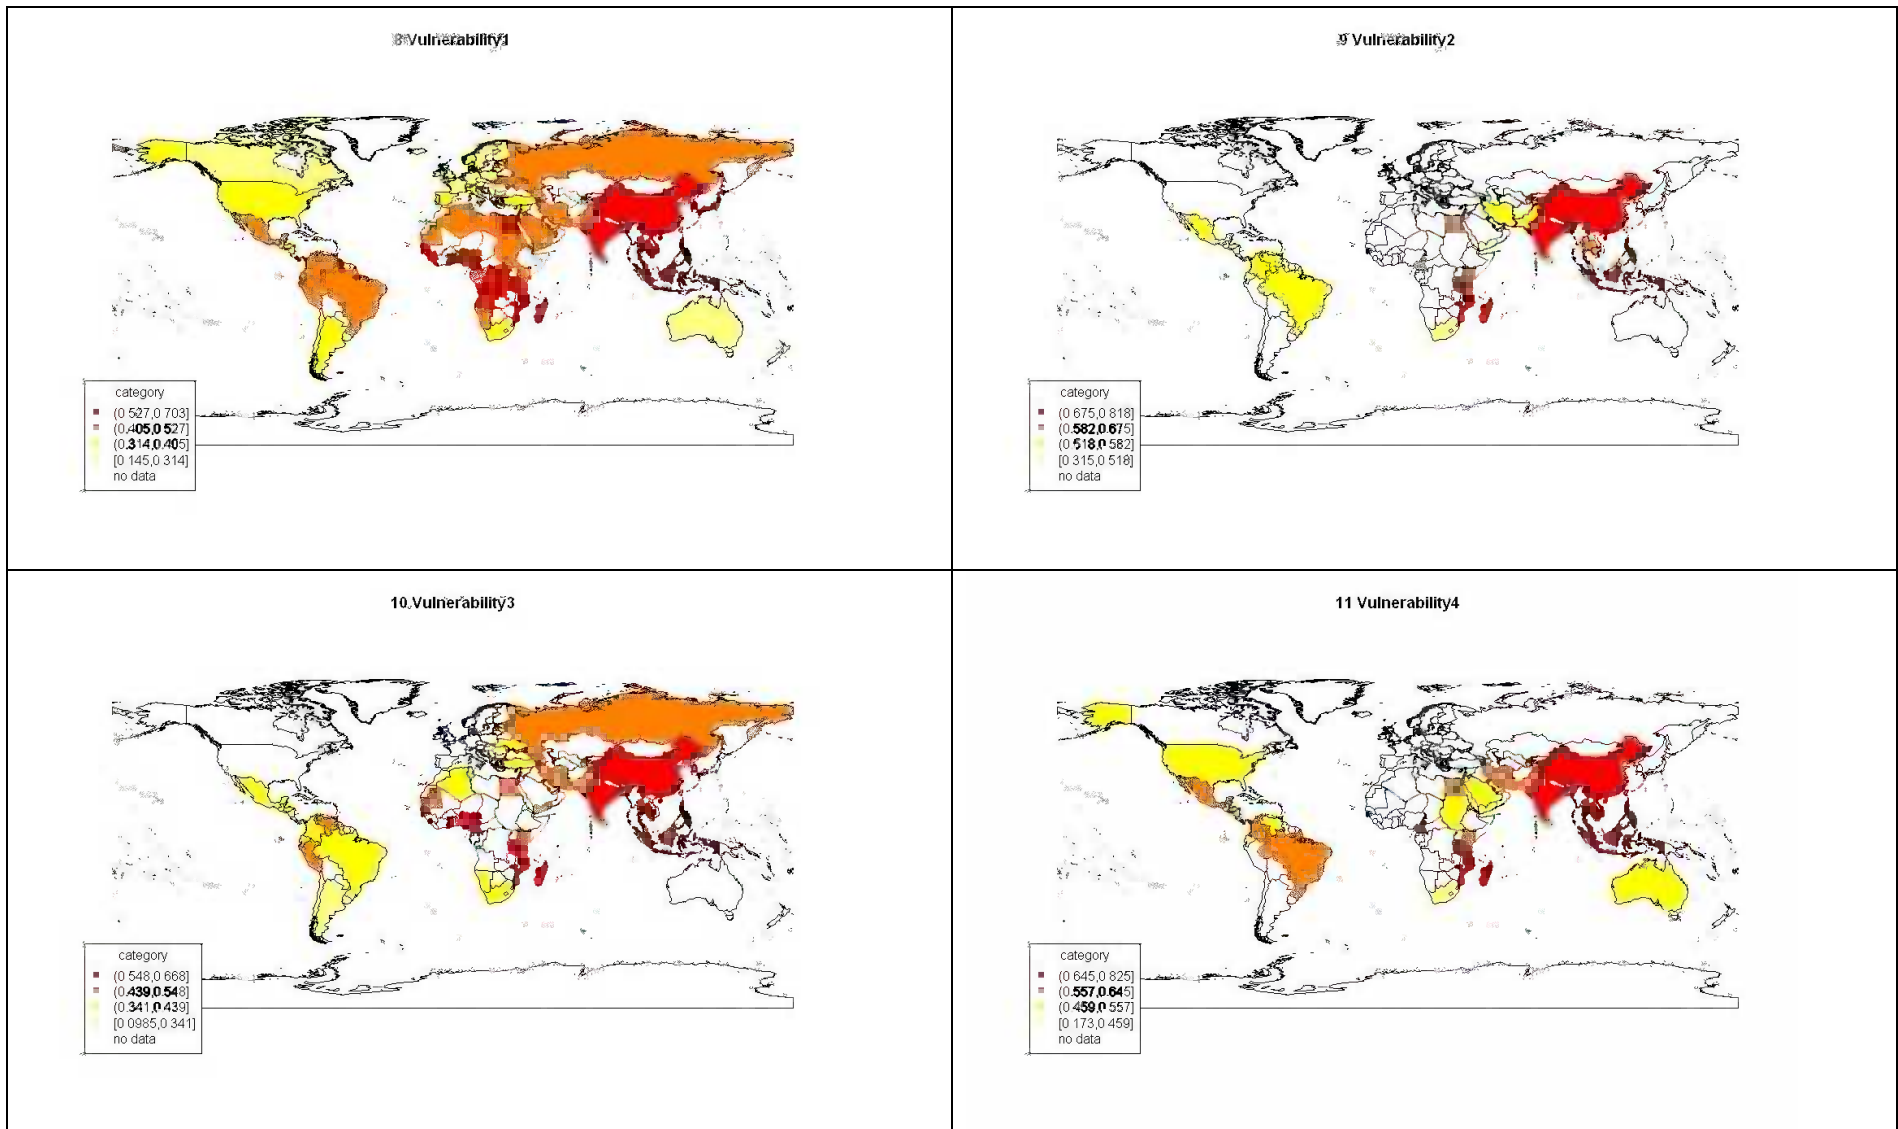 8 Vulnerability1
category
(0 527,0 703]
(0.405,0 527]
(0.314,0.405]
[0 145,0 314]
no data
9 Vulnerability2
category
(0 675,0 818]
(0.582,0.675]
(0 518,0 582]
[0 315,0 518]
no data
10 Vulnerability3
category
(0 548,0 668]
(0.439,0.548]
(0.341,0 439]
[0 0985,0 341]
no data
11 Vulnerability4
category
(0 645,0 825]
(0.557,0.645]
(0 459,0 557]
[0 173,0 459]
no data